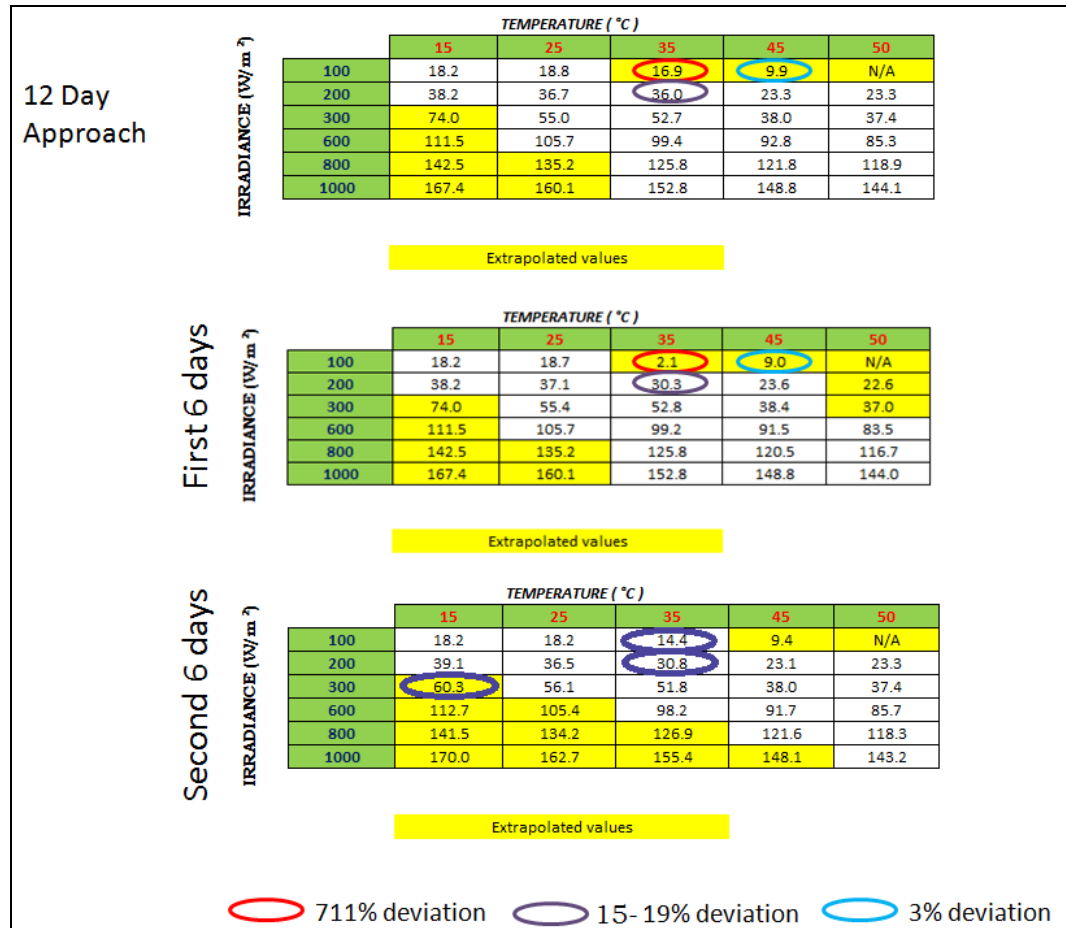 12 Day
Approach
TEMPERATURE ( °C )
IRRADIANCE (W/m ²)
15 25 35 45 50
100 18.2 18.8 16.9 9.9 N/A
200 38.2 36.7 36.0 23.3 23.3
300 74.0 55.0 52.7 38.0 37.4
600 111.5 105.7 99.4 92.8 85.3
800 142.5 135.2 125.8 121.8 118.9
1000 167.4 160.1 152.8 148.8 144.1
Extrapolated values
First 6 days
TEMPERATURE ( °C )
IRRADIANCE (W/m ²)
15 25 35 45 50
100 18.2 18.7 2.1 9.0 N/A
200 38.2 37.1 30.3 23.6 22.6
300 74.0 55.4 52.8 38.4 37.0
600 111.5 105.7 99.2 91.5 83.5
800 142.5 135.2 125.8 120.5 116.7
1000 167.4 160.1 152.8 148.8 144.0
Extrapolated values
Second 6 days
TEMPERATURE ( °C )
IRRADIANCE (W/m ²)
15 25 35 45 50
100 18.2 18.2 14.4 9.4 N/A
200 39.1 36.5 30.8 23.1 23.3
300 60.3 56.1 51.8 38.0 37.4
600 112.7 105.4 98.2 91.7 85.7
800 141.5 134.2 126.9 121.6 118.3
1000 170.0 162.7 155.4 148.1 143.2
Extrapolated values
711% deviation 15- 19% deviation 3% deviation